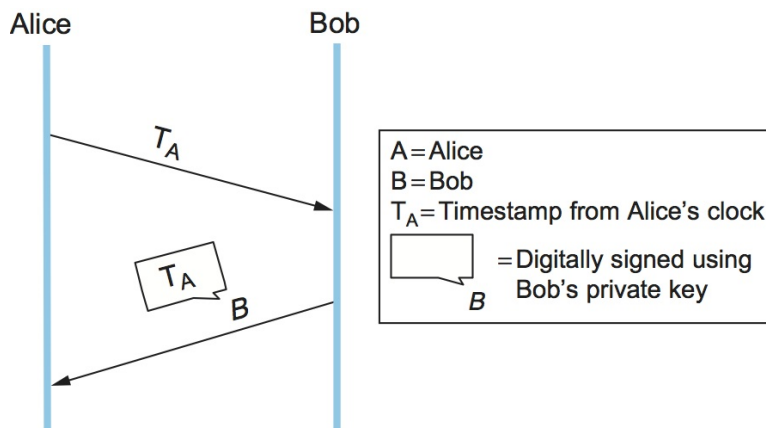 Alice
Bob
T_A
T_A
B
A=Alice
B=Bob
T_A=Timestamp from Alice's clock
=Digitally signed using
Bob's private key
B